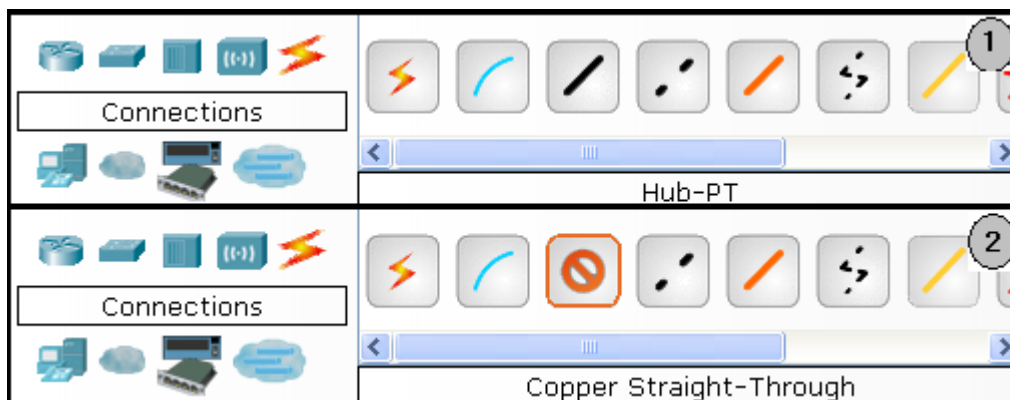 1
Connections
Hub-PT
2
Connections
Copper Straight-Through